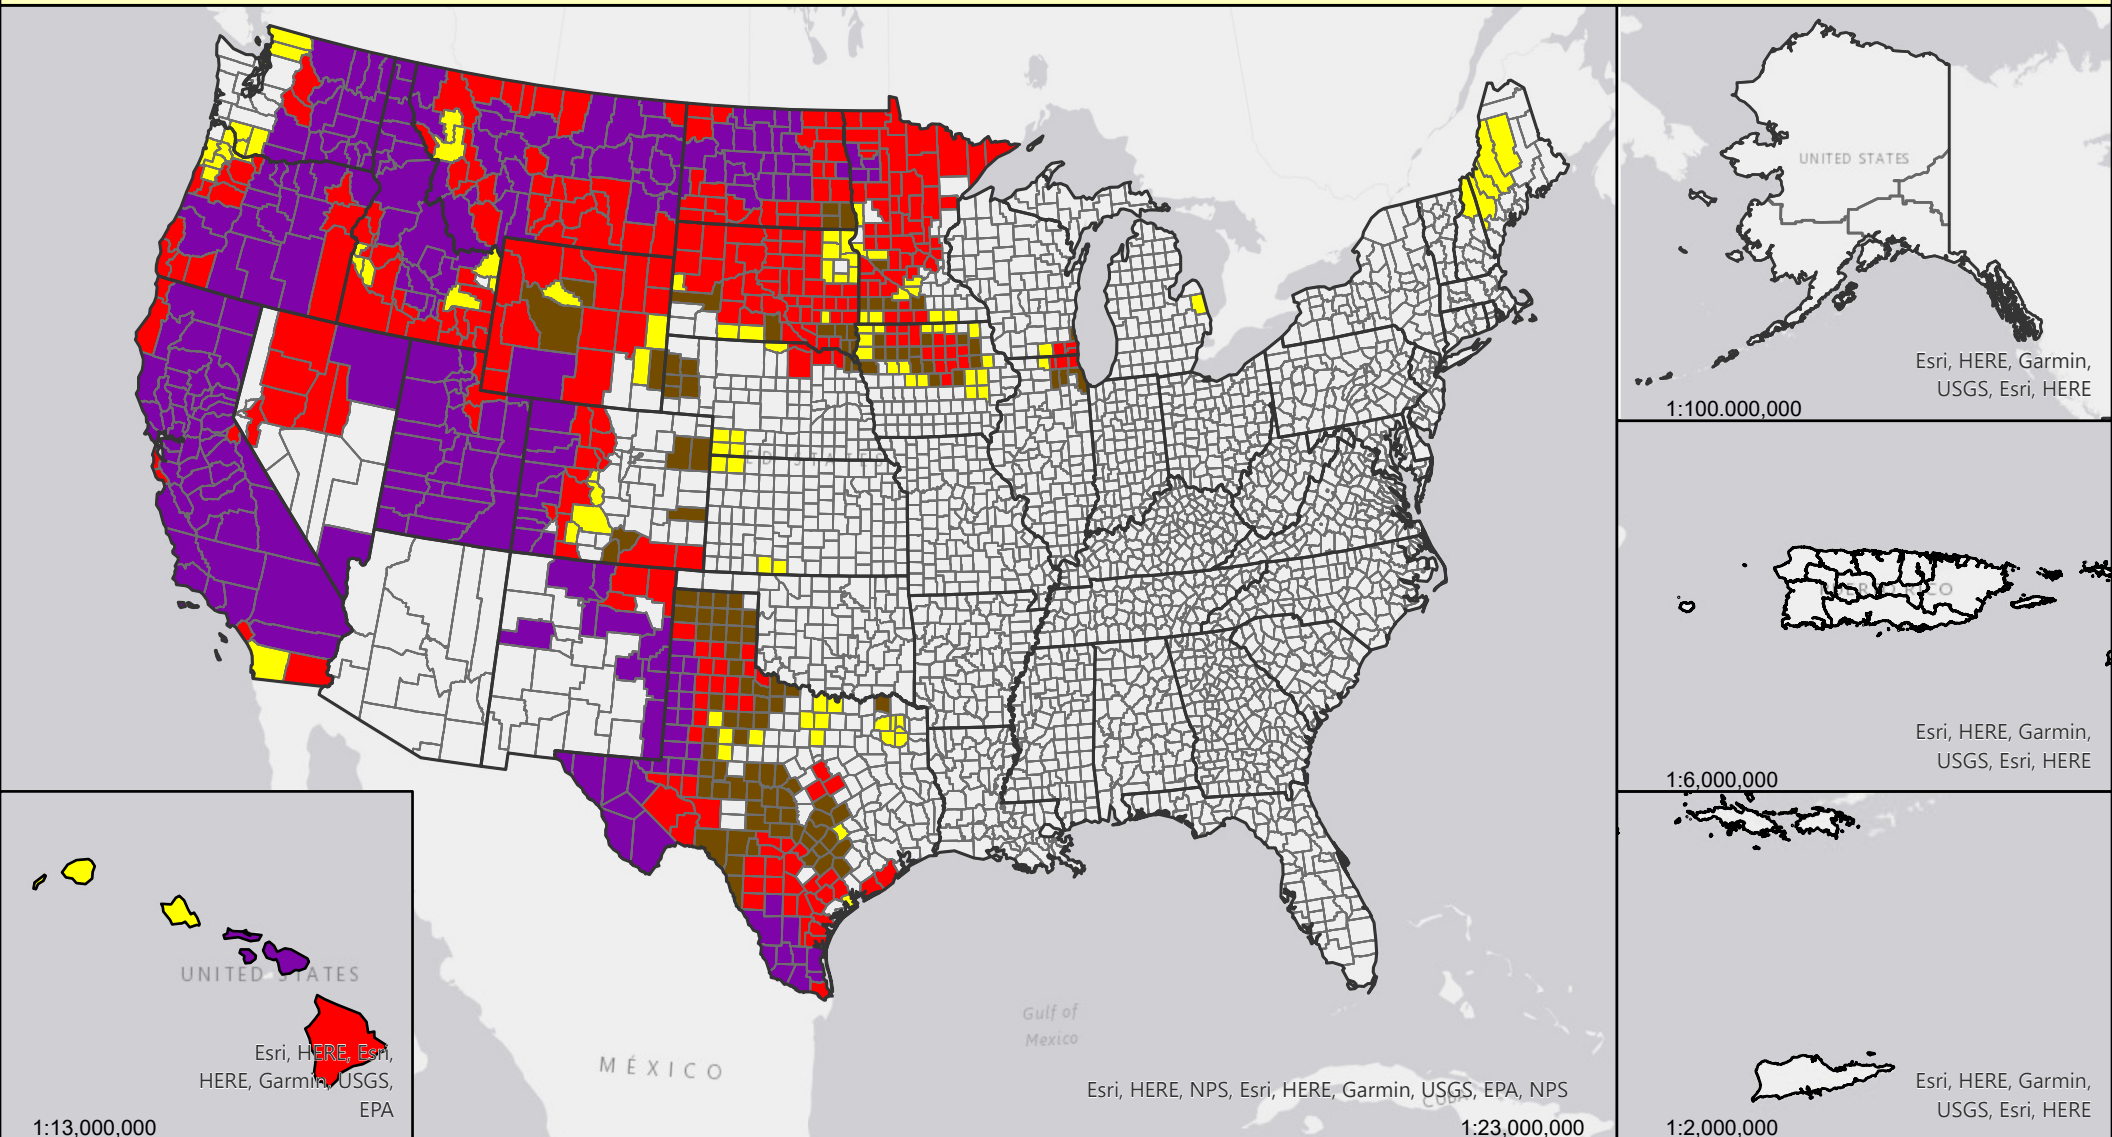 UNITED STATES
Esri, HERE, Garmin,
USGS, Esri, HERE
1:100.000,000
ED STATES
Esri, HERE, Garmin,
USGS, Esri, HERE
1:6,000,000
UNITED STATES
Esri, HERE, Esri,
HERE, Garmin, USGS,
EPA
1:13,000,000
Gulf of
Mexico
MÉXICO
Esri, HERE, NPS, Esri, HERE, Garmin, USGS, EPA, NPS
CUBA
1:23,000,000
Esri, HERE, Garmin,
USGS, Esri, HERE
1:2,000,000